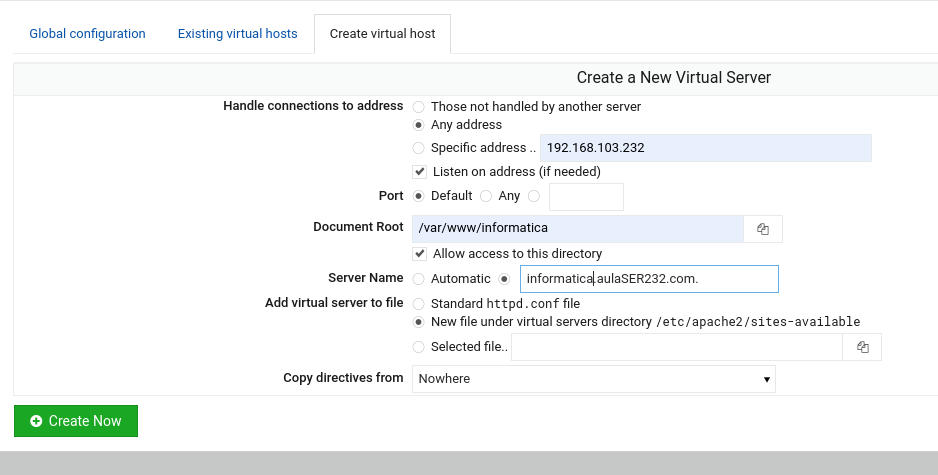 Global configuration Existing virtual hosts Create virtual host
Create a New Virtual Server
Handle connections to address Those not handled by another server
Any address
Specific address .. 192.168.103.232
Listen on address (if needed)
Port Default Any
Document Root /var/www/informatica
Allow access to this directory
Server Name Automatic informatica.aulaSER232.com.
Add virtual server to file Standard httpd.conf file
New file under virtual servers directory /etc/apache2/sites-available
Selected file..
Copy directives from Nowhere
Create Now